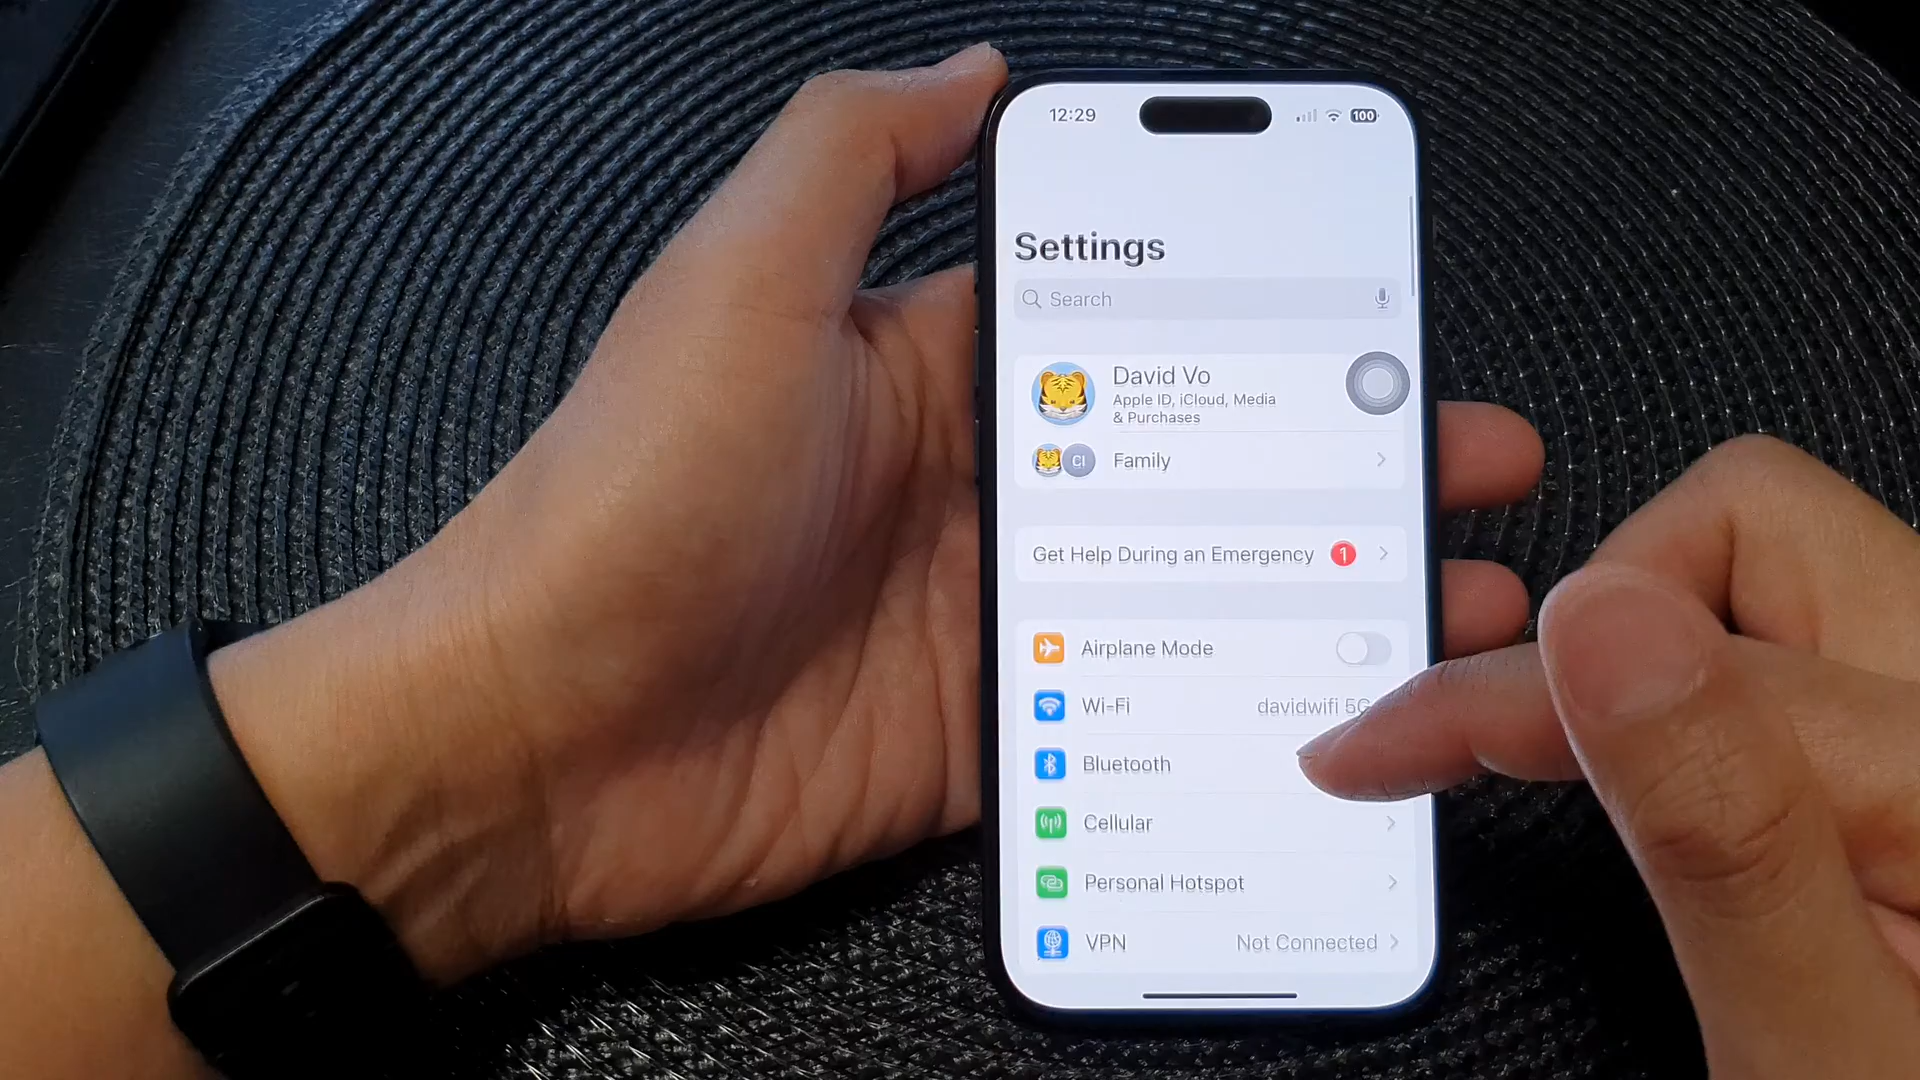 12:29
100
Settings
Search
David Vo
Apple ID, iCloud, Media
& Purchases
CI
Family
Get Help During an Emergency 1
Airplane Mode
Wi-Fi davidwifi 5G
Bluetooth
Cellular
Personal Hotspot
VPN Not Connected